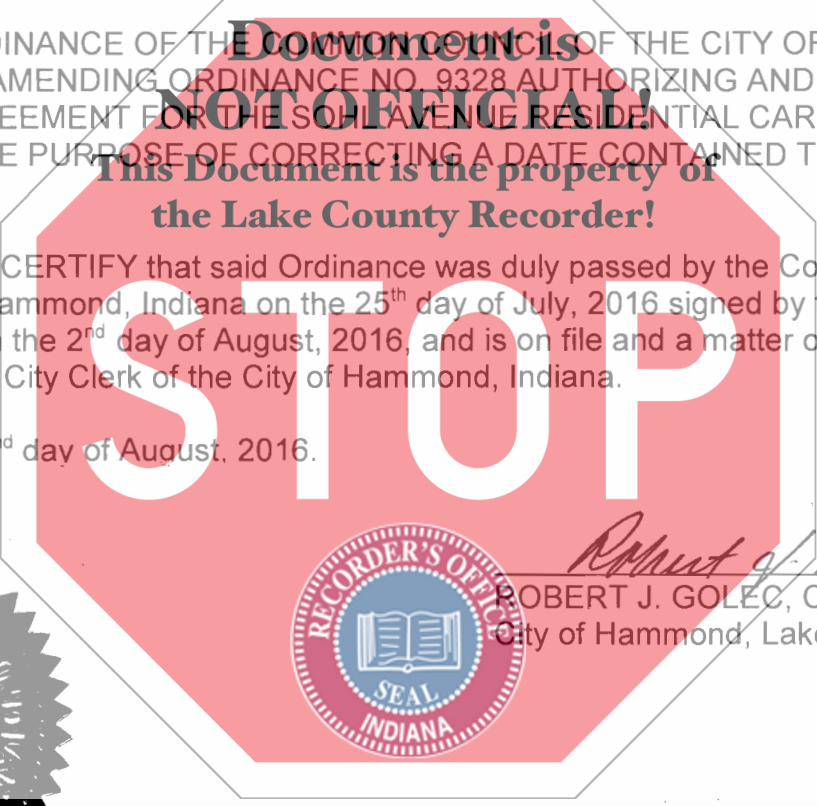 Document is
INANCE OF THE COMMON COUNCIL OF THE CITY OF
AMENDING ORDINANCE NO. 9328 AUTHORIZING AND
NOT OFFICIAL!
EEMENT FOR THE SOHL AVENUE RESIDENTIAL CAR
E PURPOSE OF CORRECTING A DATE CONTAINED T
This Document is the property of
the Lake County Recorder!
CERTIFY that said Ordinance was duly passed by the Co
ammond, Indiana on the 25th day of July, 2016 signed by
the 2nd day of August, 2016, and is on file and a matter o
City Clerk of the City of Hammond, Indiana.
STOP
nd day of August, 2016.
Robert J.
RECORDER'S OFFICE
ROBERT J. GOLEC, C
City of Hammond, Lake
SEAL
INDIANA